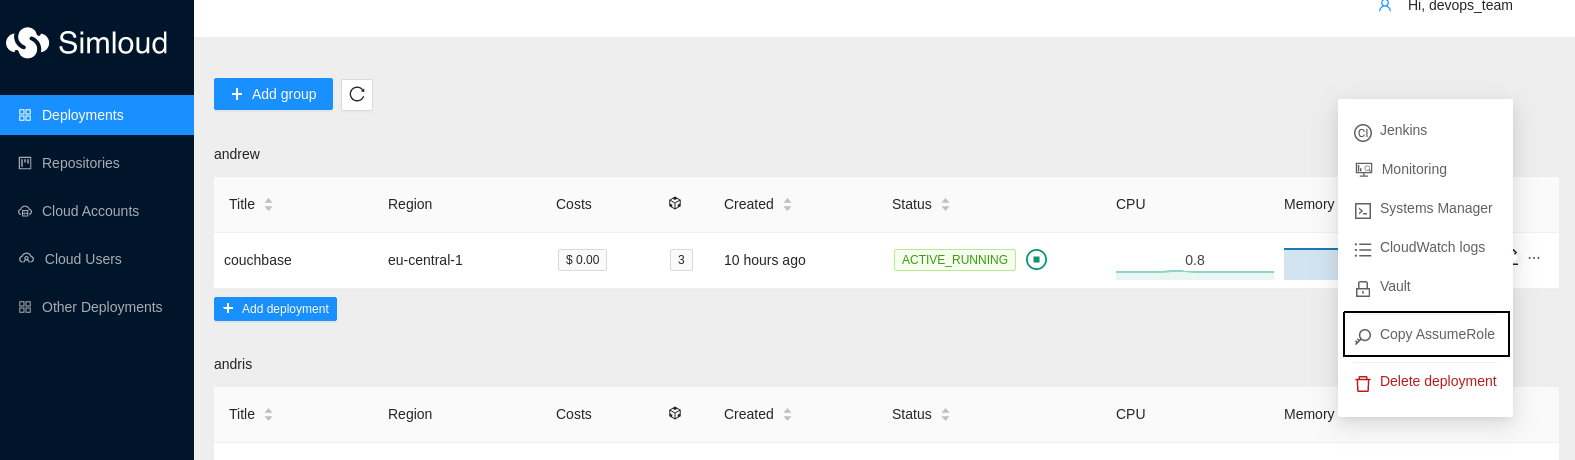 Hi, devops_team
Simloud
Deployments
Repositories
Cloud Accounts
Cloud Users
Other Deployments
Add group
andrew
Title Region Costs Created Status CPU Memory
couchbase eu-central-1 $ 0.00 3 10 hours ago ACTIVE_RUNNING 0.8 ...
Add deployment
andris
Title Region Costs Created Status CPU Memory
CI Jenkins
Monitoring
Systems Manager
CloudWatch logs
Vault
Copy AssumeRole
Delete deployment